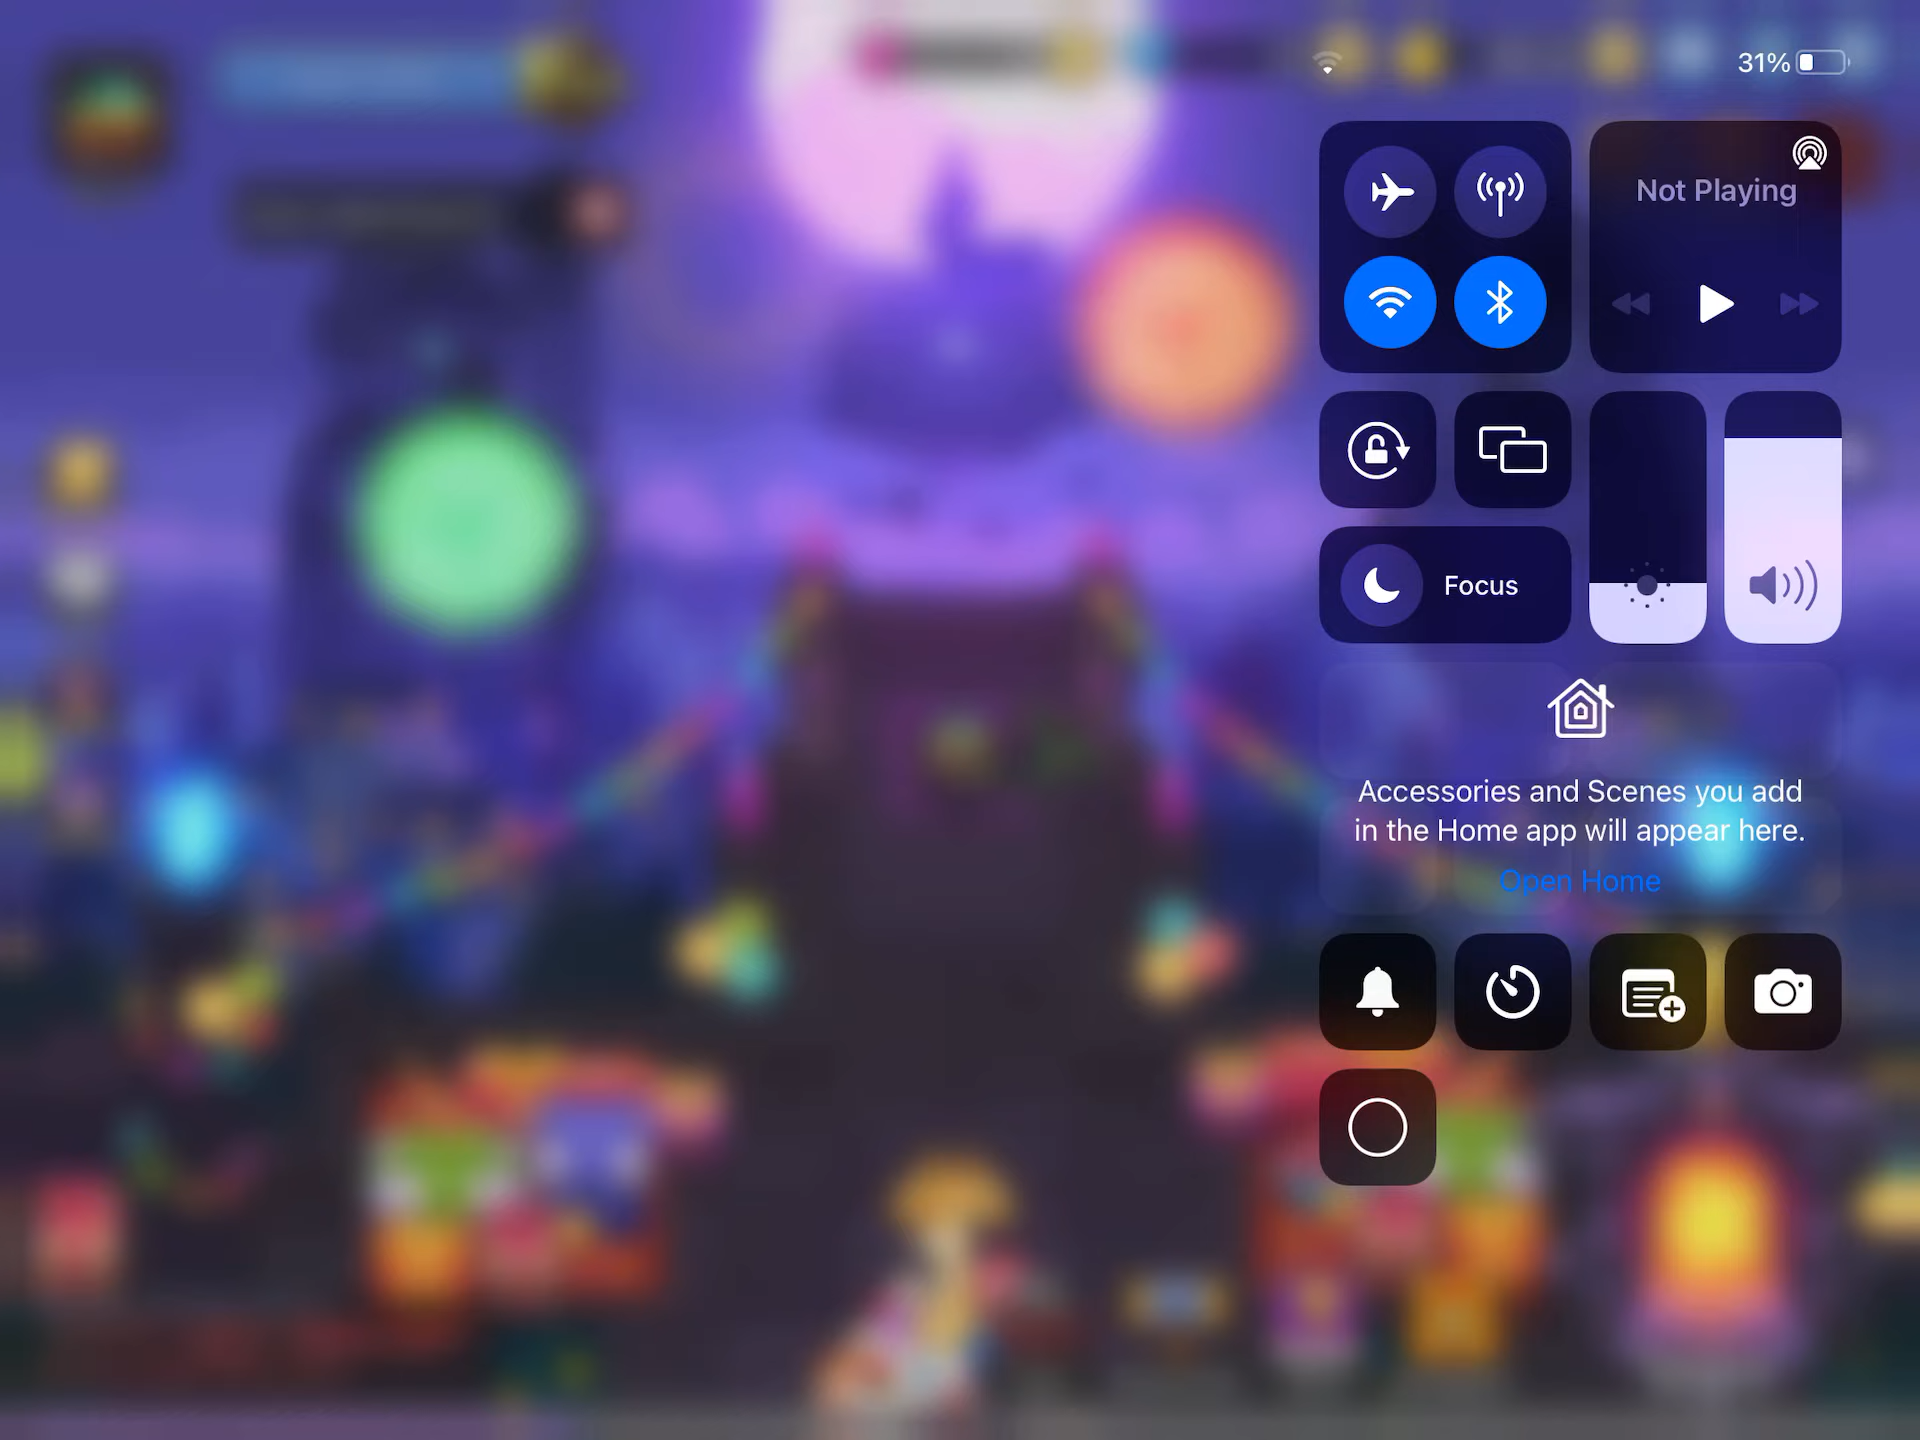 31%
Not Playing
Focus
Accessories and Scenes you add
in the Home app will appear here.
Open Home